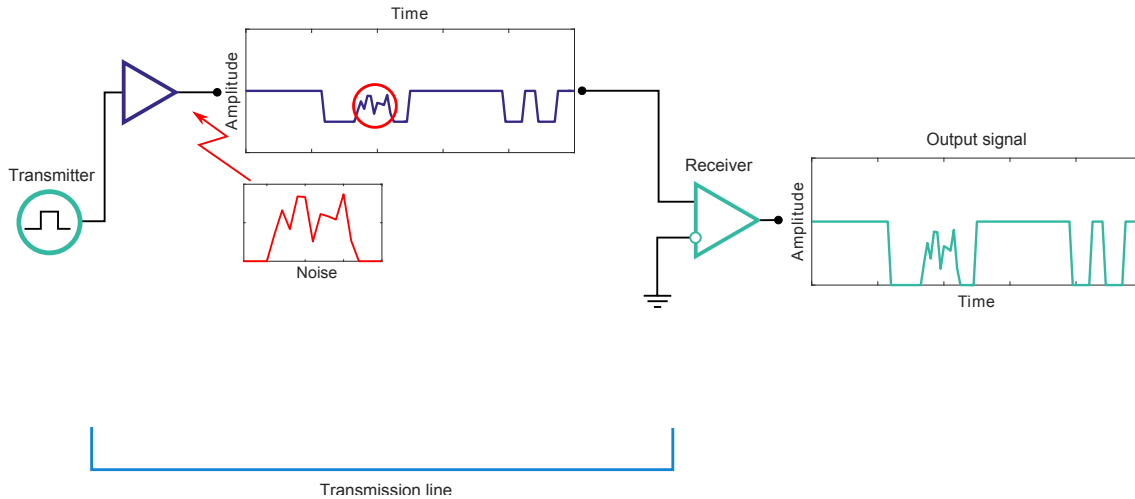 Time
Amplitude
Transmitter
Noise
Receiver
Output signal
Amplitude
Time
Transmission line